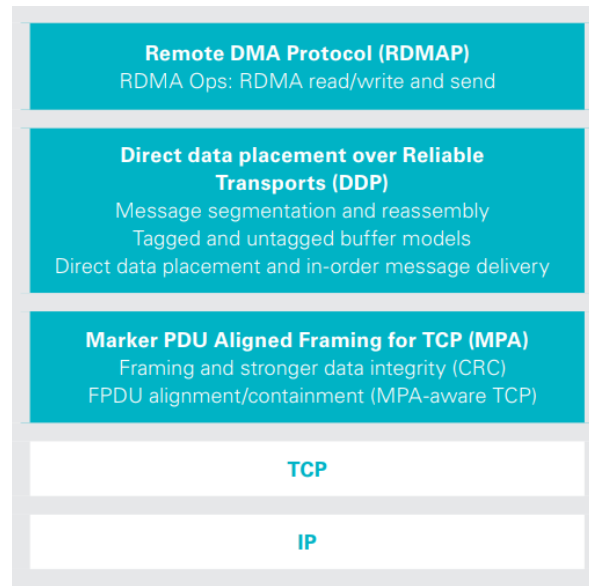 Remote DMA Protocol (RDMAP)
RDMA Ops: RDMA read/write and send
Direct data placement over Reliable
Transports (DDP)
Message segmentation and reassembly
Tagged and untagged buffer models
Direct data placement and in-order message delivery
Marker PDU Aligned Framing for TCP (MPA)
Framing and stronger data integrity (CRC)
FPDU alignment/containment (MPA-aware TCP)
TCP
IP